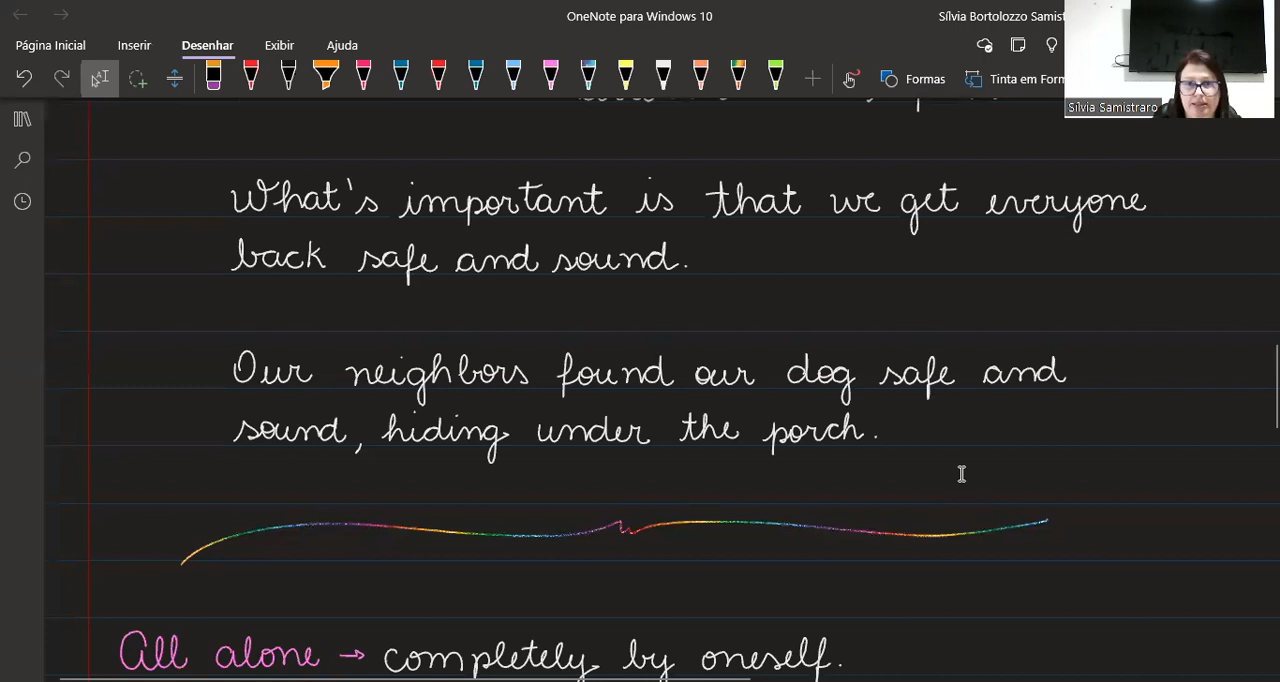 OneNote para Windows 10
Sílvia Bortolozzo Samist
Página Inicial Inserir Desenhar Exibir Ajuda
Formas Tinta em Form
Sílvia Samistraro
What's important is that we get everyone
back safe and sound.
Our neighbors found our dog safe and
sound, hiding under the porch.
All alone → completely by oneself.